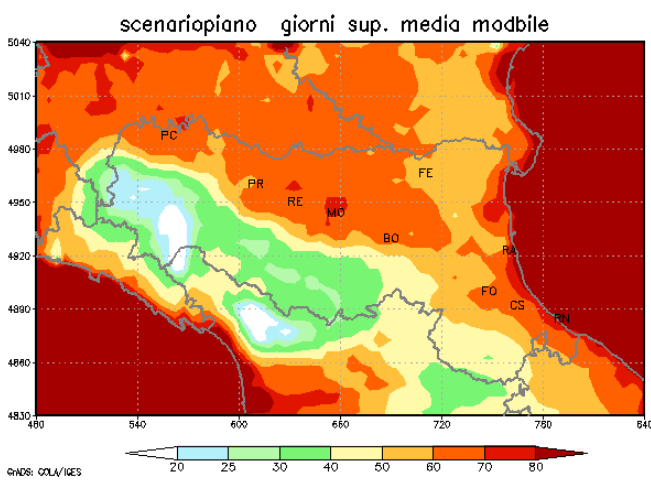 scenariopiano giorni sup. media modbile
5040
5010
4980
4950
4920
4890
4860
4830
PC
PR
RE
MO
BO
FE
RA
FO
CS
RN
480
540
600
660
720
780
840
20
25
30
40
50
60
70
80
GrADS: COLA/IGES